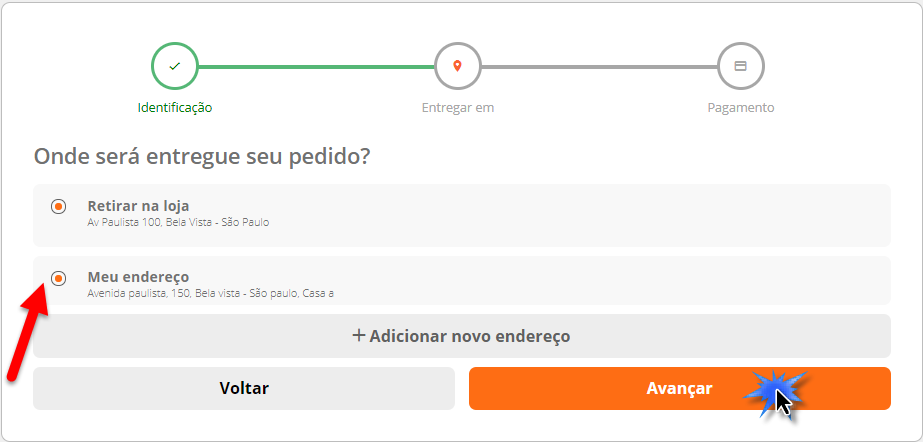 Identificação
Entregar em
Pagamento
Onde será entregue seu pedido?
Retirar na loja
Av Paulista 100, Bela Vista - São Paulo
Meu endereço
Avenida paulista, 150, Bela vista - São paulo, Casa a
+ Adicionar novo endereço
Voltar
Avançar